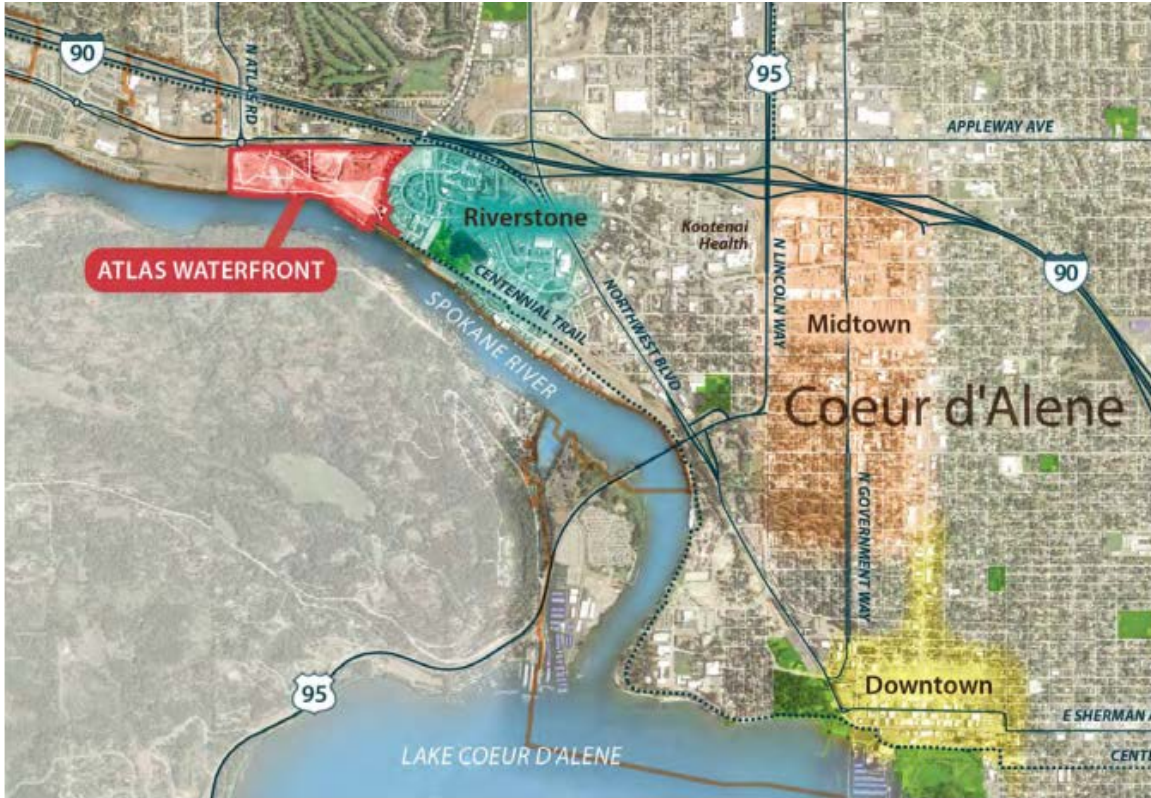 90
N ATLAS RD
95
APPLEWAY AVE
Riverstone
Kootenai
Health
ATLAS WATERFRONT
N LINCOLN WAY
90
CENTENNIAL TRAIL
SPOKANE RIVER
NORTHWEST BLVD
Midtown
Coeur d'Alene
N GOVERNMENT WAY
95
Downtown
E SHERMAN A
LAKE COEUR D'ALENE
CENTE